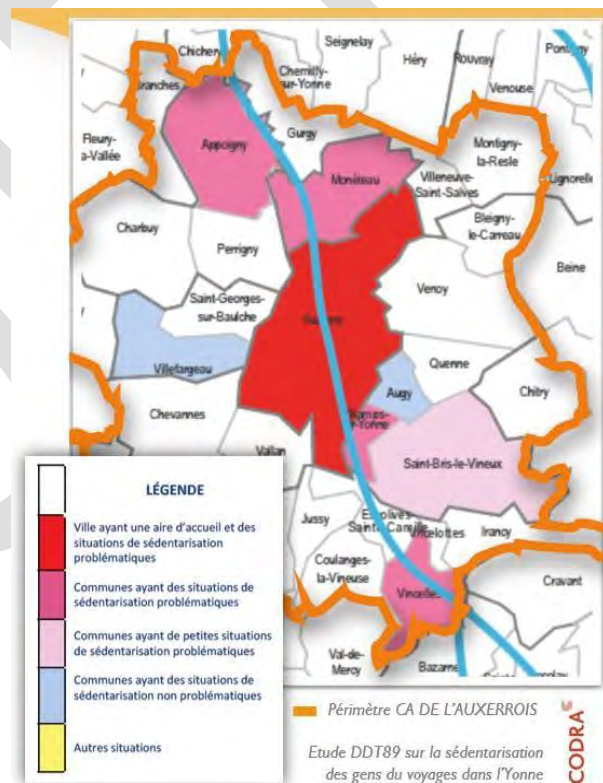 Chichery
Seignelay
Héry
Rouvray
Pontigny
Branches
Chemilly-
sur-Yonne
Venouse
Fleury-
la-Vallée
Appoigny
Gurgy
Montigny-
la-Resle
Monéteau
Villeneuve-
Saint-Salves
Lignorelle
Charbuy
Perrigny
Bleigny-
le-Carreau
Beine
Venoy
Saint-Georges-
sur-Baulche
Villefargeau
Quenne
Augy
Chitry
Chevannes
Vallan
Saint-Bris-le-Vineux
Jussy
Escolives-
Sainte-Camille
Vincelottes
Irancy
Coulanges-
la-Vineuse
Vincelles
Cravant
Val-de-
Mercy
Bazarne
LÉGENDE
Ville ayant une aire d'accueil et des
situations de sédentarisation
problématiques
Communes ayant des situations de
sédentarisation problématiques
Communes ayant de petites situations
de sédentarisation problématiques
Communes ayant des situations de
sédentarisation non problématiques
Autres situations
Périmètre CA DE L'AUXERROIS
Etude DDT89 sur la sédentarisation
des gens du voyages dans l'Yonne
CODRA